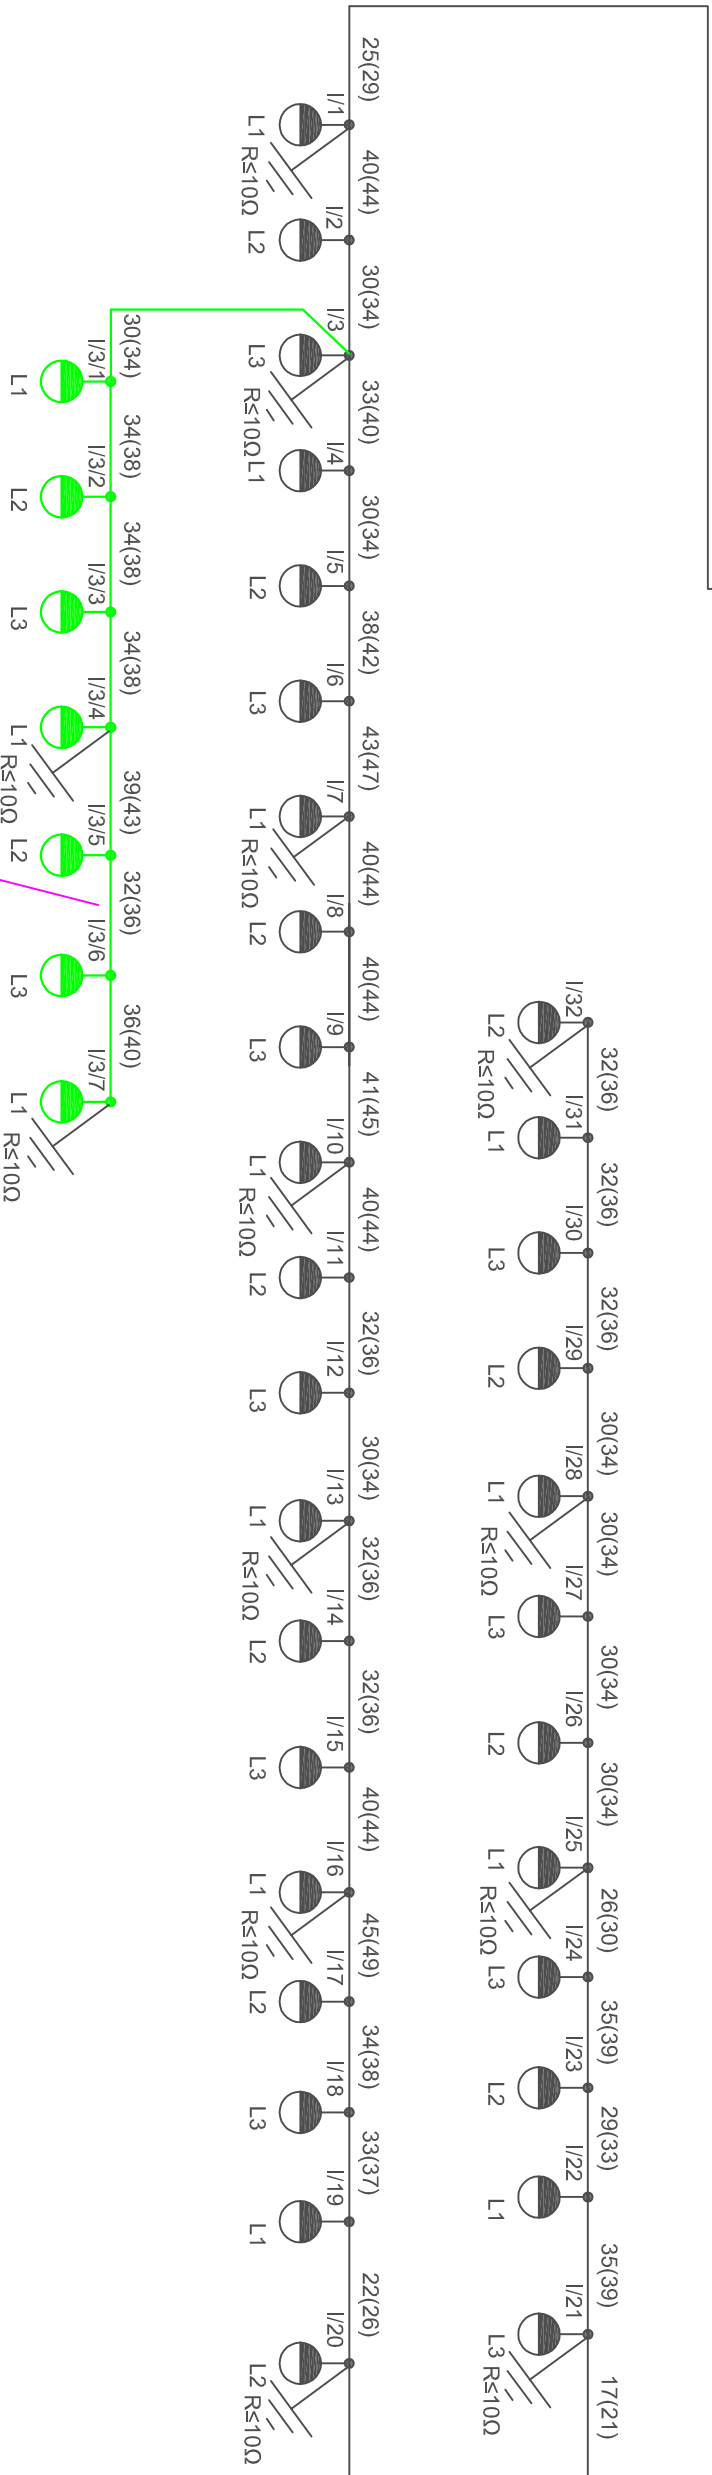 25(29)
I/1
L1
R≤10Ω
40(44)
I/2
L2
30(34)
I/3
L3
R≤10Ω
33(40)
I/4
L1
30(34)
I/5
L2
38(42)
I/6
L3
43(47)
I/7
L1
R≤10Ω
40(44)
I/8
L2
40(44)
I/9
L3
41(45)
I/10
L1
R≤10Ω
40(44)
I/11
L2
32(36)
I/12
L3
30(34)
I/13
L1
R≤10Ω
32(36)
I/14
L2
32(36)
I/15
L3
40(44)
I/16
L1
R≤10Ω
45(49)
I/17
L2
34(38)
I/18
L3
33(37)
I/19
L1
22(26)
I/20
L2
R≤10Ω
30(34)
I/3/1
L1
34(38)
I/3/2
L2
34(38)
I/3/3
L3
34(38)
I/3/4
L1
R≤10Ω
39(43)
I/3/5
L2
32(36)
I/3/6
L3
36(40)
I/3/7
L1
R≤10Ω
I/32
L2
R≤10Ω
32(36)
I/31
L1
32(36)
I/30
L3
32(36)
I/29
L2
30(34)
I/28
L1
R≤10Ω
30(34)
I/27
L3
30(34)
I/26
L2
30(34)
I/25
L1
R≤10Ω
26(30)
I/24
L3
35(39)
I/23
L2
29(33)
I/22
L1
35(39)
I/21
L3
R≤10Ω
17(21)